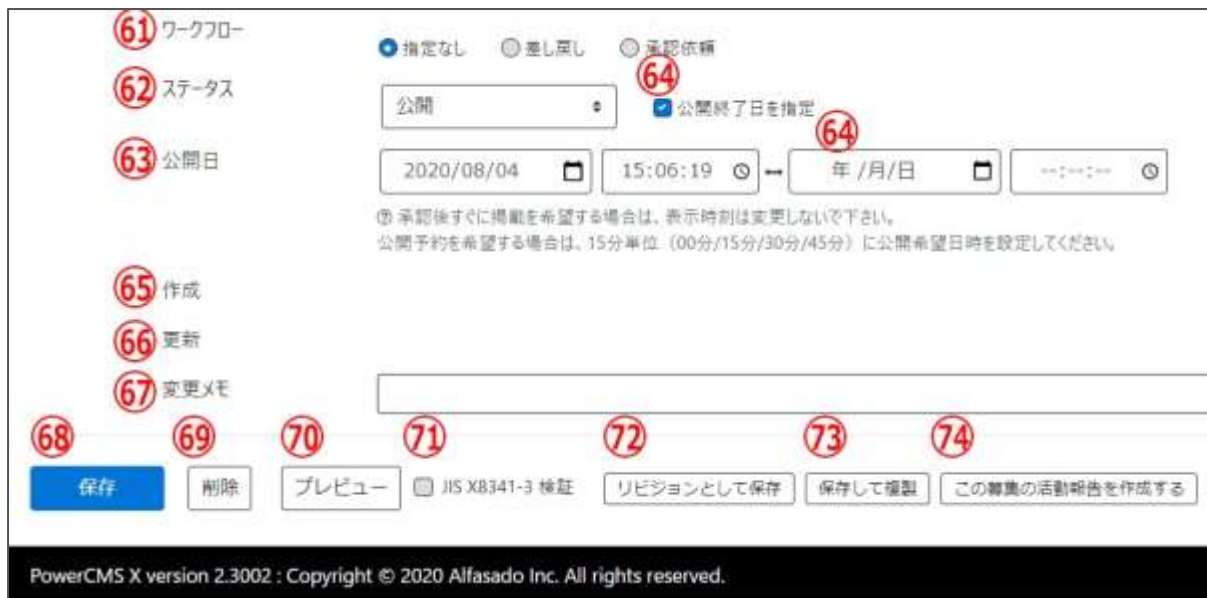 61 ワークフロー
指定なし 差し戻し 承認依頼
64
62 ステータス
公開 公開終了日を指定
64
63 公開日
2020/08/04 15:06:19 ↔ 年 /月/日 --:--:--
? 承認後すぐに掲載を希望する場合は、表示時刻は変更しないで下さい。
公開予約を希望する場合は、15分単位（00分/15分/30分/45分）に公開希望日時を設定してください。
65 作成
66 更新
67 変更メモ
68 69 70 71 72 73 74
保存 削除 プレビュー JIS X8341-3 検証 リビジョンとして保存 保存して複製 この募集の活動報告を作成する
PowerCMS X version 2.3002 : Copyright © 2020 Alfasado Inc. All rights reserved.